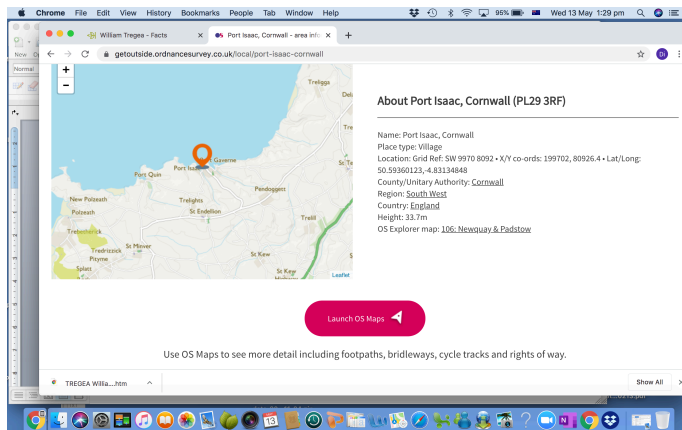 Chrome File Edit View History Bookmarks People Tab Window Help 95% Wed 13 May 1:29 pm
William Tregea - Facts
Port Isaac, Cornwall - area info
getoutside.ordnancesurvey.co.uk/local/port-isaac-cornwall
DI
New
Normal
+
−
Treligga
Port Gaverne
Port Isaac
Port Quin
Pendoggett
New Polzeath
Trelights
Polzeath
St Endellion
Trelill
Trebetherick
St Minver
Tredrizzick
Pityme
St Kew
Splatt
St Kew
Highway
Leaflet
About Port Isaac, Cornwall (PL29 3RF)
Name: Port Isaac, Cornwall
Place type: Village
Location: Grid Ref: SW 9970 8092 • X/Y co-ords: 199702, 80926.4 • Lat/Long:
50.59360123,-4.83134848
County/Unitary Authority: Cornwall
Region: South West
Country: England
Height: 33.7m
OS Explorer map: 106: Newquay & Padstow
Launch OS Maps
Use OS Maps to see more detail including footpaths, bridleways, cycle tracks and rights of way.
TREGEA Willia....htm
Show All